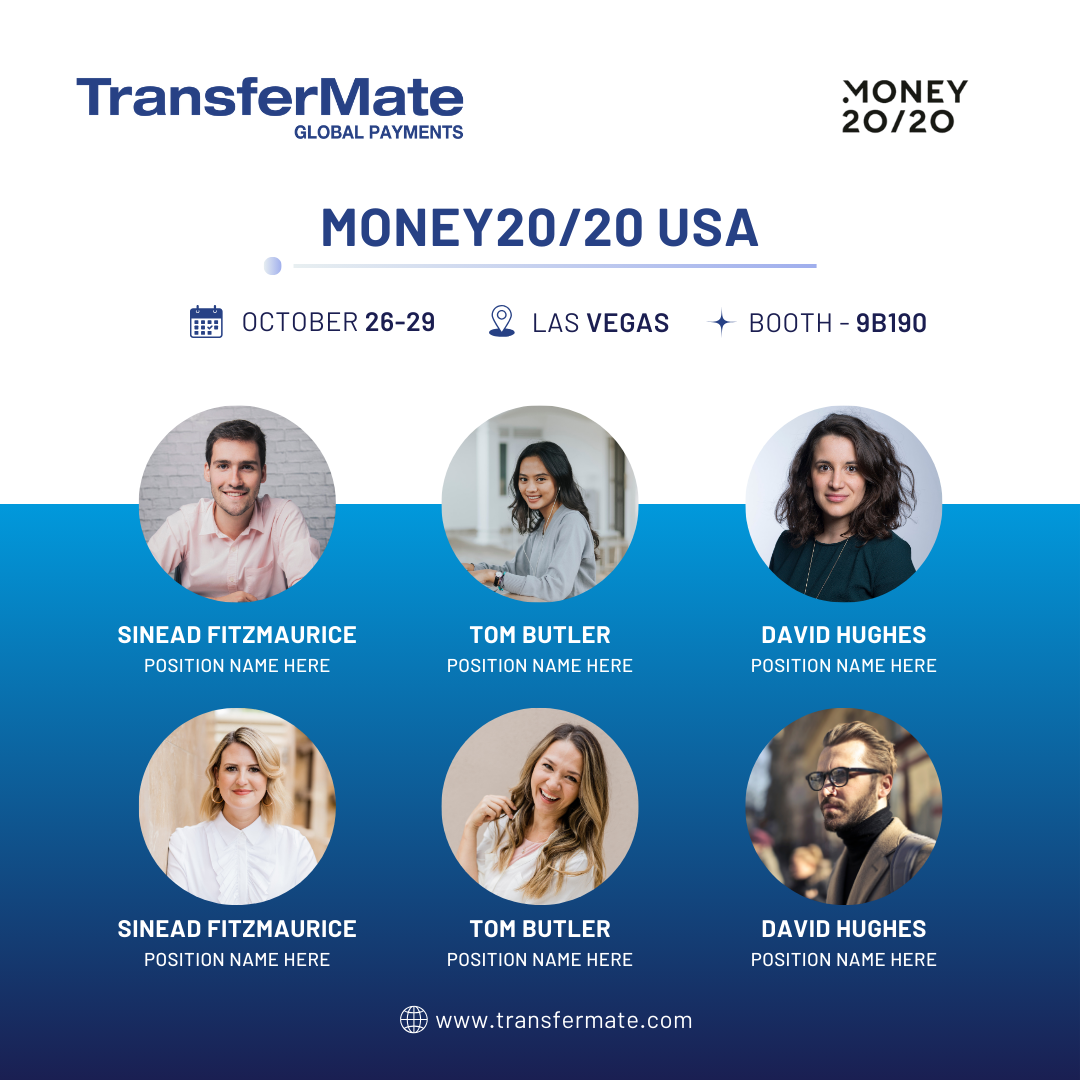 TransferMate
GLOBAL PAYMENTS
MONEY
20/20
MONEY20/20 USA
OCTOBER 26-29
LAS VEGAS
BOOTH - 9B190
SINEAD FITZMAURICE
POSITION NAME HERE
TOM BUTLER
POSITION NAME HERE
DAVID HUGHES
POSITION NAME HERE
SINEAD FITZMAURICE
POSITION NAME HERE
TOM BUTLER
POSITION NAME HERE
DAVID HUGHES
POSITION NAME HERE
www.transfermate.com